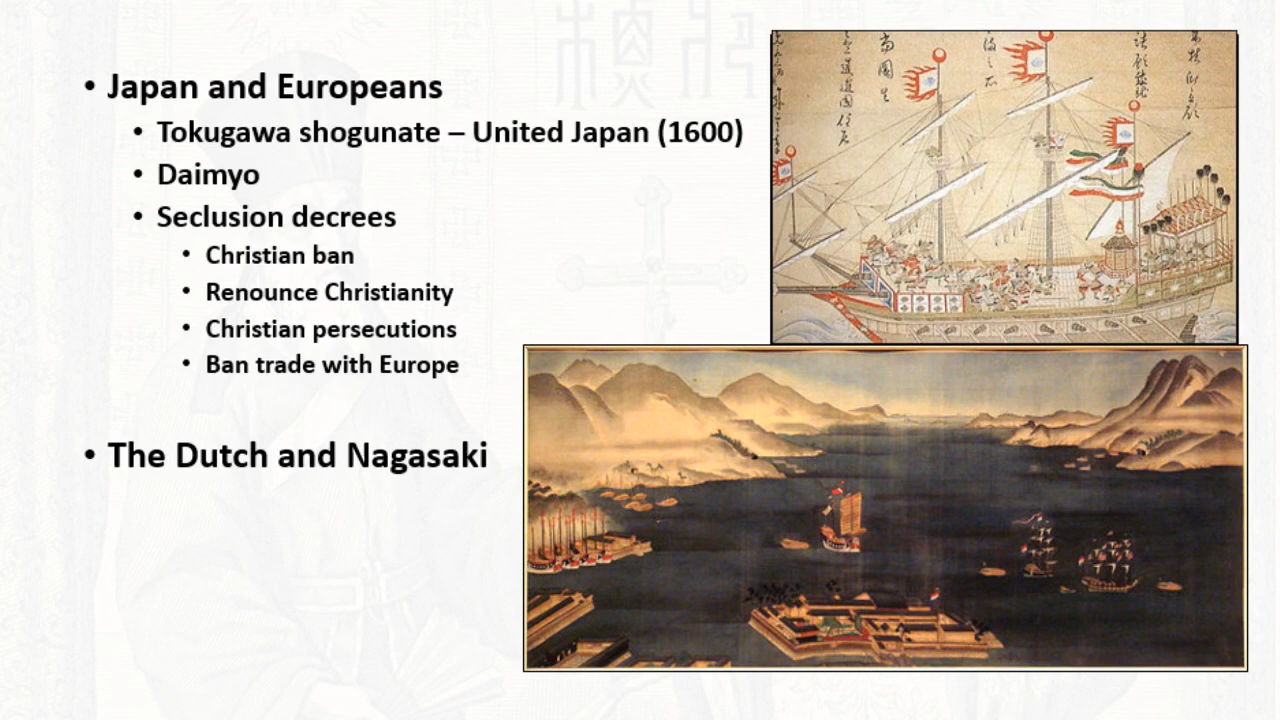 • Japan and Europeans
• Tokugawa shogunate – United Japan (1600)
• Daimyo
• Seclusion decrees
• Christian ban
• Renounce Christianity
• Christian persecutions
• Ban trade with Europe
• The Dutch and Nagasaki